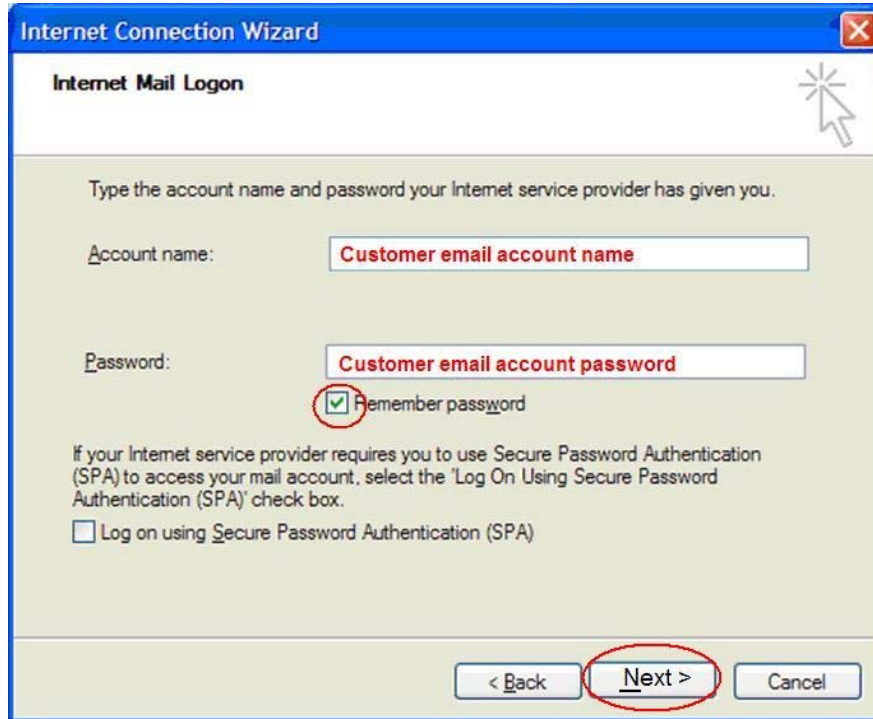 Internet Connection Wizard
Internet Mail Logon
Type the account name and password your Internet service provider has given you.
Account name: Customer email account name
Password: Customer email account password
Remember password
If your Internet service provider requires you to use Secure Password Authentication
(SPA) to access your mail account, select the 'Log On Using Secure Password
Authentication (SPA)' check box.
Log on using Secure Password Authentication (SPA)
< Back Next > Cancel